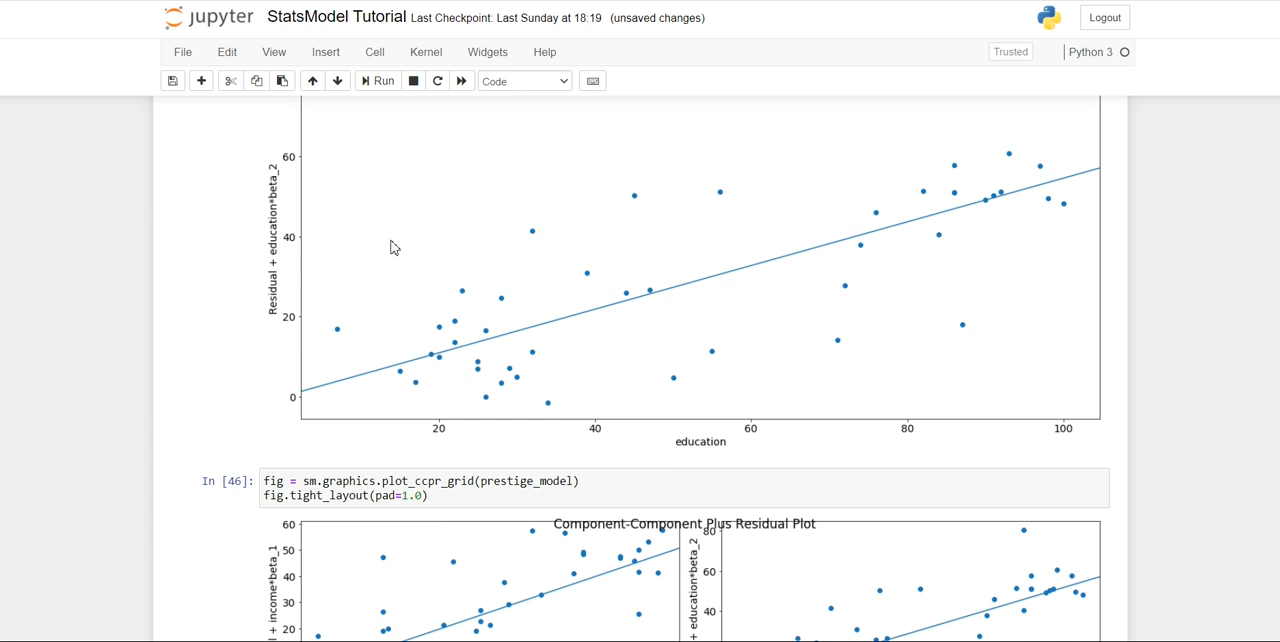 jupyter StatsModel Tutorial Last Checkpoint: Last Sunday at 18:19 (unsaved changes) Logout
File Edit View Insert Cell Kernel Widgets Help Trusted Python 3
Run Code
60
40
20
0
Residual + education*beta_2
20 40 60 80 100
education
In [46]: fig = sm.graphics.plot_ccpr_grid(prestige_model)
fig.tight_layout(pad=1.0)
Component-Component Plus Residual Plot
60
50
40
30
20
l + income*beta_1
80
60
40
+ education*beta_2